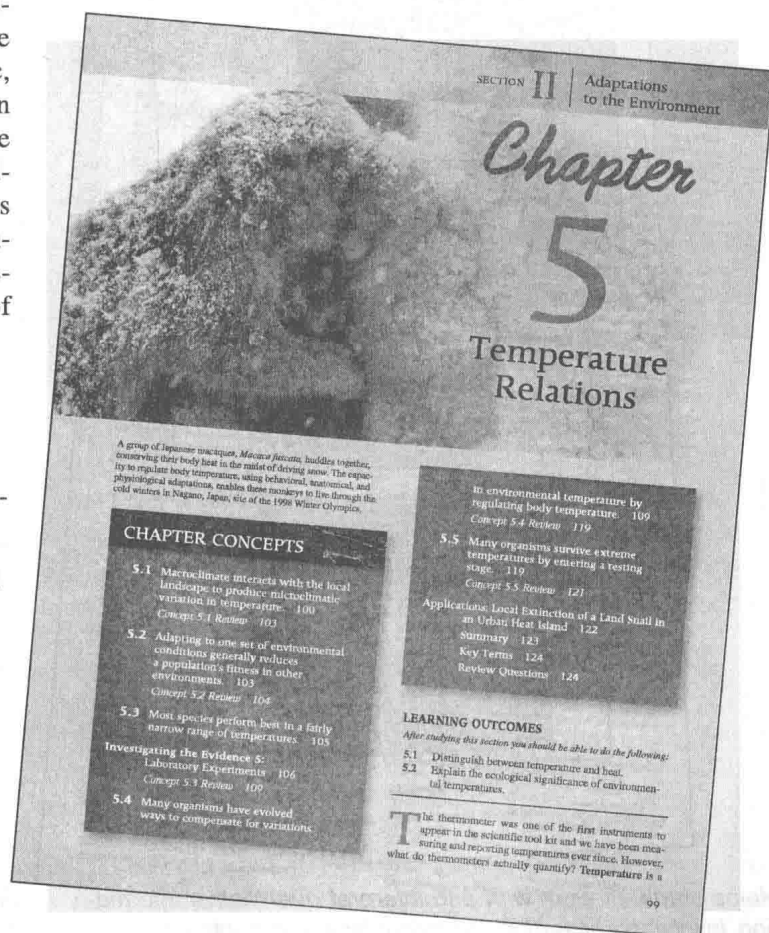 e
n
e
s
of
SECTION II | Adaptations
to the Environment
Chapter
5
Temperature
Relations
A group of Japanese macaques, Macaca fuscata, huddles together,
conserving their body heat in the midst of driving snow. The capac-
ity to regulate body temperature, using behavioral, anatomical, and
physiological adaptations, enables these monkeys to live through the
cold winters in Nagano, Japan, site of the 1998 Winter Olympics.
CHAPTER CONCEPTS
5.1 Macroclimate interacts with the local
landscape to produce microclimatic
variation in temperature. 100
Concept 5.1 Review 103
5.2 Adapting to one set of environmental
conditions generally reduces
a population's fitness in other
environments. 103
Concept 5.2 Review 104
5.3 Most species perform best in a fairly
narrow range of temperatures. 105
Investigating the Evidence 5:
Laboratory Experiments 106
Concept 5.3 Review 109
5.4 Many organisms have evolved
ways to compensate for variations
in environmental temperature by
regulating body temperature. 109
Concept 5.4 Review 119
5.5 Many organisms survive extreme
temperatures by entering a resting
stage. 119
Concept 5.5 Review 121
Applications: Local Extinction of a Land Snail in
an Urban Heat Island 122
Summary 123
Key Terms 124
Review Questions 124
LEARNING OUTCOMES
After studying this section you should be able to do the following:
5.1 Distinguish between temperature and heat.
5.2 Explain the ecological significance of environmen-
tal temperatures.
The thermometer was one of the first instruments to
appear in the scientific tool kit and we have been mea-
suring and reporting temperatures ever since. However,
what do thermometers actually quantify? Temperature is a
99